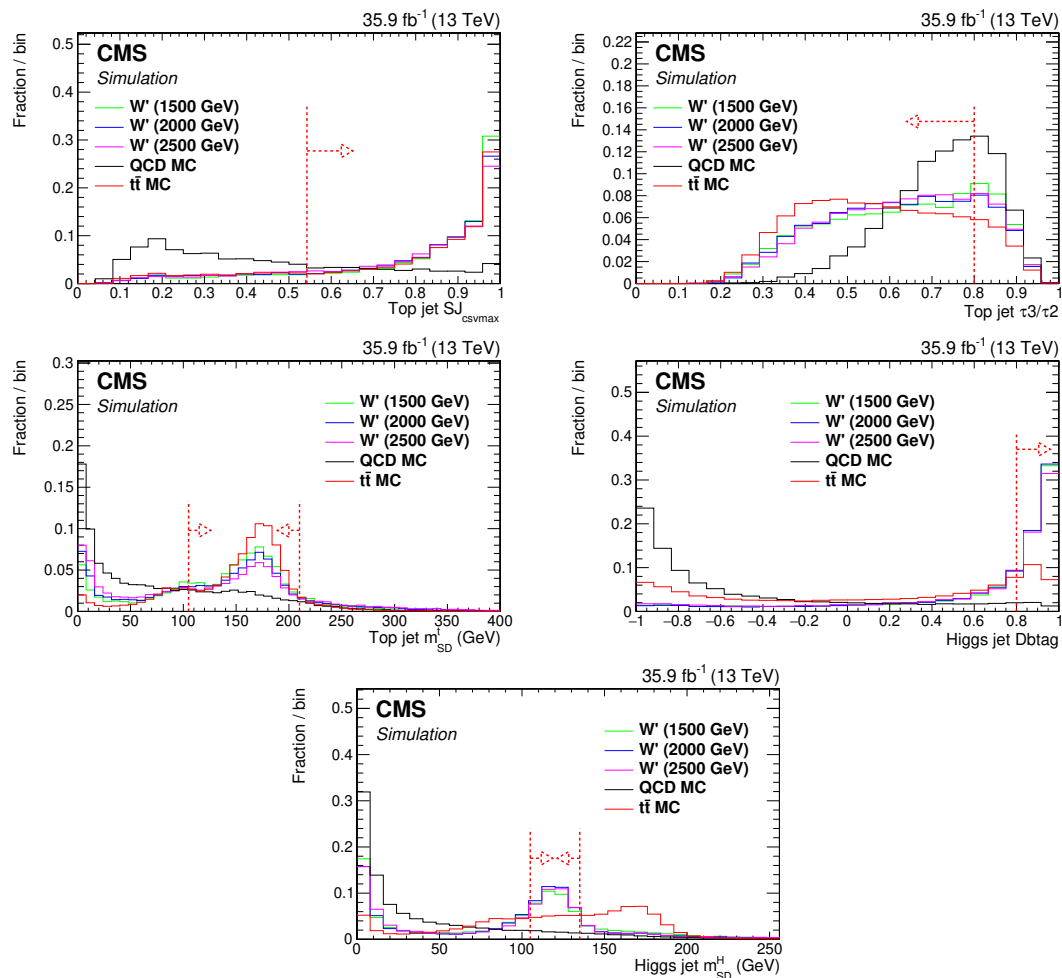 35.9 fb⁻¹ (13 TeV)
Fraction / bin
CMS
Simulation
W' (1500 GeV)
W' (2000 GeV)
W' (2500 GeV)
QCD MC
tt̄ MC
0.5
0.4
0.3
0.2
0.1
0
0 0.1 0.2 0.3 0.4 0.5 0.6 0.7 0.8 0.9 1
Top jet SJ_csvmax
35.9 fb⁻¹ (13 TeV)
Fraction / bin
CMS
Simulation
W' (1500 GeV)
W' (2000 GeV)
W' (2500 GeV)
QCD MC
tt̄ MC
0.22
0.2
0.18
0.16
0.14
0.12
0.1
0.08
0.06
0.04
0.02
0
0 0.1 0.2 0.3 0.4 0.5 0.6 0.7 0.8 0.9 1
Top jet τ3/τ2
35.9 fb⁻¹ (13 TeV)
Fraction / bin
CMS
Simulation
W' (1500 GeV)
W' (2000 GeV)
W' (2500 GeV)
QCD MC
tt̄ MC
0.3
0.25
0.2
0.15
0.1
0.05
0
0 50 100 150 200 250 300 350 400
Top jet m^t_SD (GeV)
35.9 fb⁻¹ (13 TeV)
Fraction / bin
CMS
Simulation
W' (1500 GeV)
W' (2000 GeV)
W' (2500 GeV)
QCD MC
tt̄ MC
0.5
0.4
0.3
0.2
0.1
0
−1 −0.8 −0.6 −0.4 −0.2 0 0.2 0.4 0.6 0.8 1
Higgs jet Dbtag
35.9 fb⁻¹ (13 TeV)
Fraction / bin
CMS
Simulation
W' (1500 GeV)
W' (2000 GeV)
W' (2500 GeV)
QCD MC
tt̄ MC
0.5
0.4
0.3
0.2
0.1
0
0 50 100 150 200 250
Higgs jet m^H_SD (GeV)